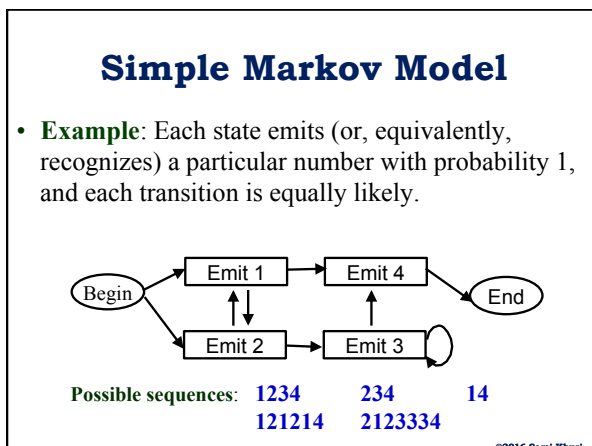 Simple Markov Model
• Example: Each state emits (or, equivalently,
recognizes) a particular number with probability 1,
and each transition is equally likely.
Begin
Emit 1
Emit 4
End
Emit 2
Emit 3
Possible sequences: 1234 234 14
121214 2123334